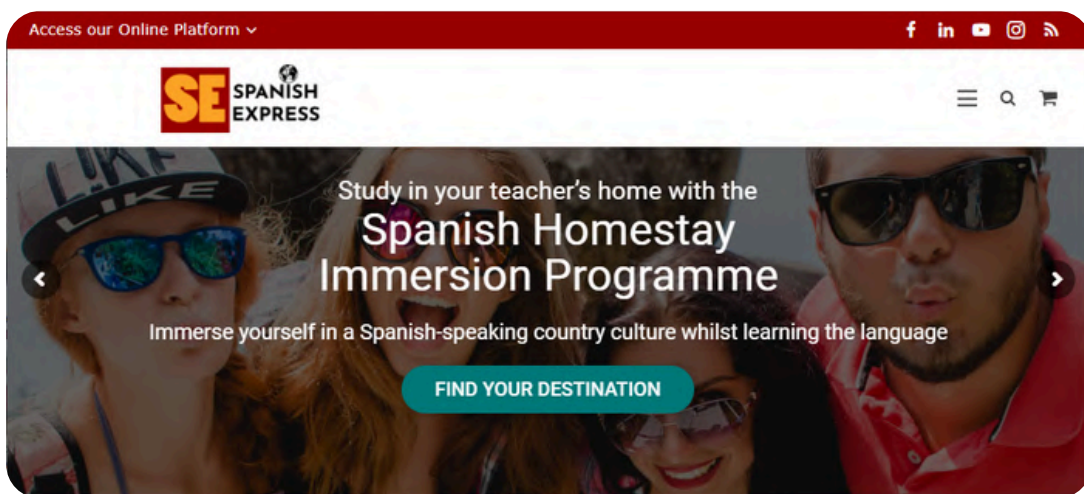 Access our Online Platform
SE SPANISH
EXPRESS
LIKE
LIKE
Study in your teacher's home with the
Spanish Homestay
Immersion Programme
Immerse yourself in a Spanish-speaking country culture whilst learning the language
FIND YOUR DESTINATION